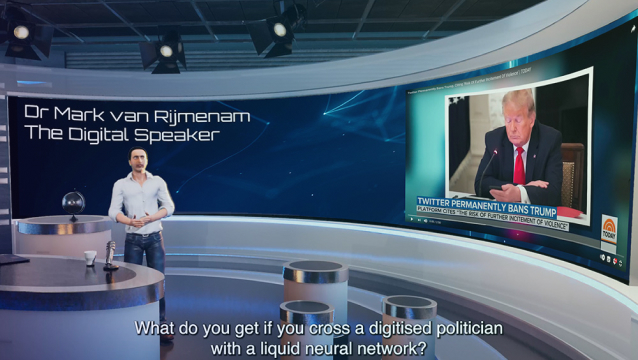 Dr Mark van Rijmenam
The Digital Speaker
TWITTER PERMANENTLY BANS TRUMP
PLATFORM CITES "THE RISK OF FURTHER INCITEMENT OF VIOLENCE"
TODAY
What do you get if you cross a digitised politician
with a liquid neural network?